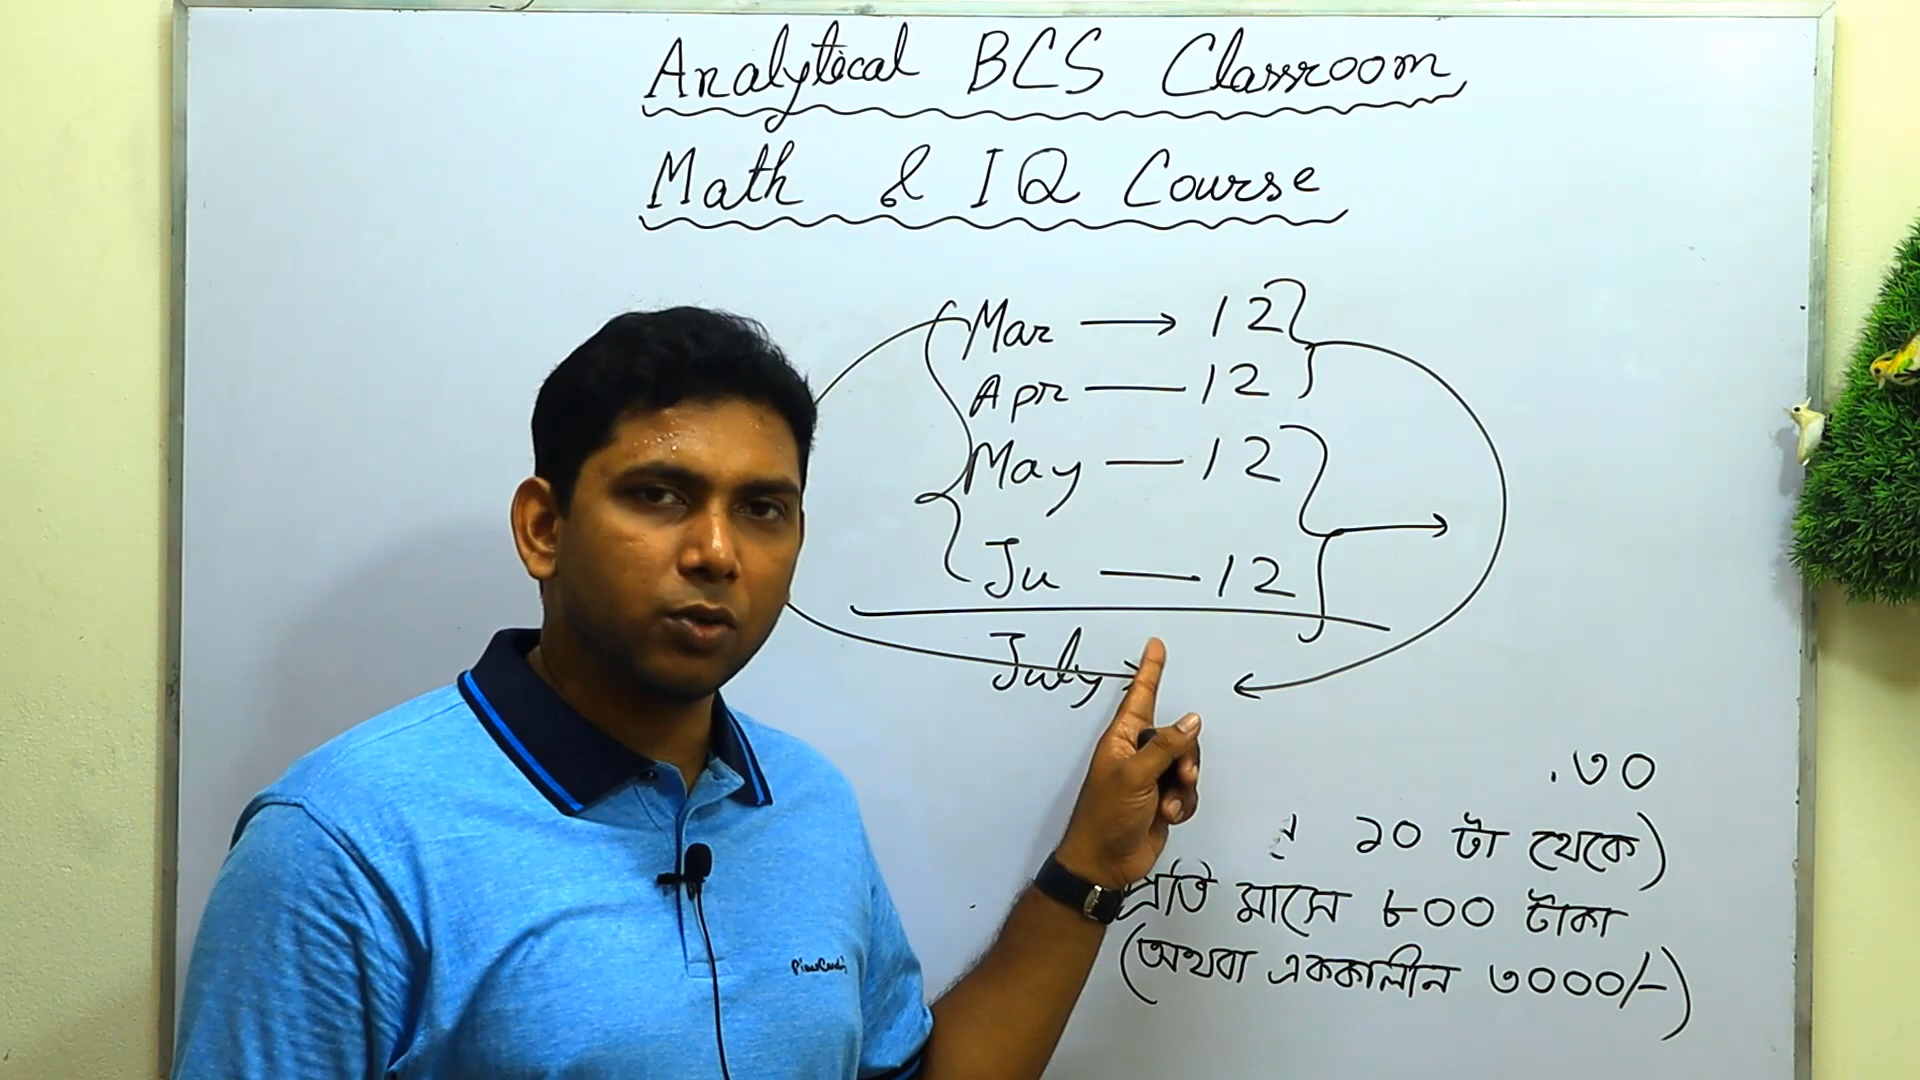 Analytical BCS Classroom
Math & IQ Course
Mar → 12
Apr — 12
May — 12
Ju — 12
July
.৩০
১০ টা থেকে)
প্রতি মাসে ৮০০ টাকা
(অথবা এককালীন ৩০০০/-)